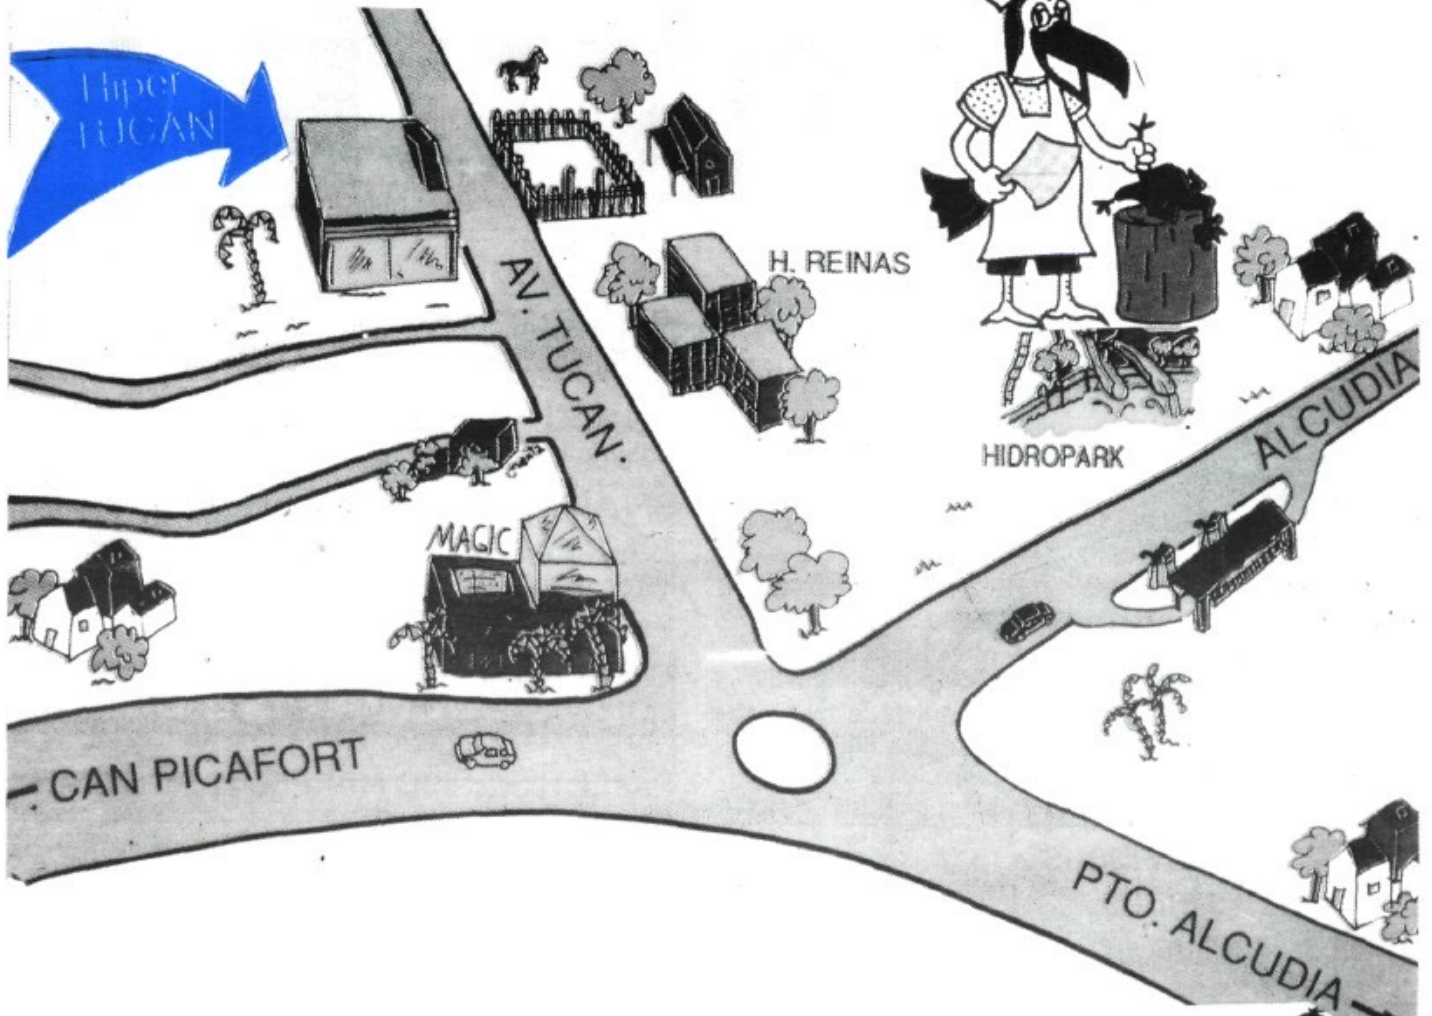 Hiper
TUCAN
H. REINAS
AV. TUCAN.
ALCUDIA
HIDROPARK
MAGIC
CAN PICAFORT
PTO. ALCUDIA